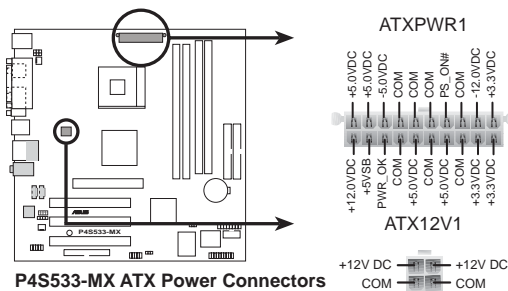 ATXPWR1
+5.0VDC
+5.0VDC
-5.0VDC
COM
COM
COM
PS_ON#
COM
-12.0VDC
+3.3VDC
+12.0VDC
+5VSB
PWR_OK
COM
+5.0VDC
COM
+5.0VDC
COM
+3.3VDC
+3.3VDC
ATX12V1
+12V DC
+12V DC
COM
COM
ASUS
P4S533-MX
P4S533-MX ATX Power Connectors